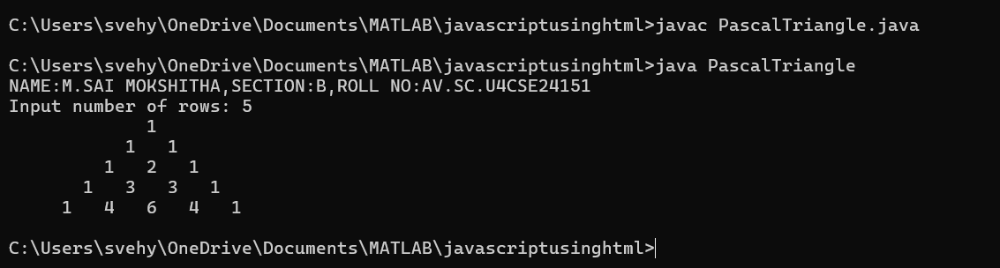 C:\Users\svehy\OneDrive\Documents\MATLAB\javascriptusinghtml>javac PascalTriangle.java
C:\Users\svehy\OneDrive\Documents\MATLAB\javascriptusinghtml>java PascalTriangle
NAME:M.SAI MOKSHITHA,SECTION:B,ROLL NO:AV.SC.U4CSE24151
Input number of rows: 5
             1
           1   1
         1   2   1
       1   3   3   1
     1   4   6   4   1
C:\Users\svehy\OneDrive\Documents\MATLAB\javascriptusinghtml>